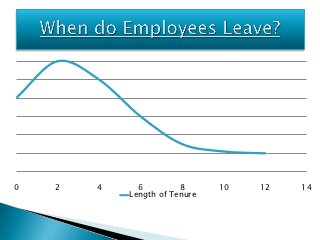 When do Employees Leave?
0 2 4 6 8 10 12 14
Length of Tenure